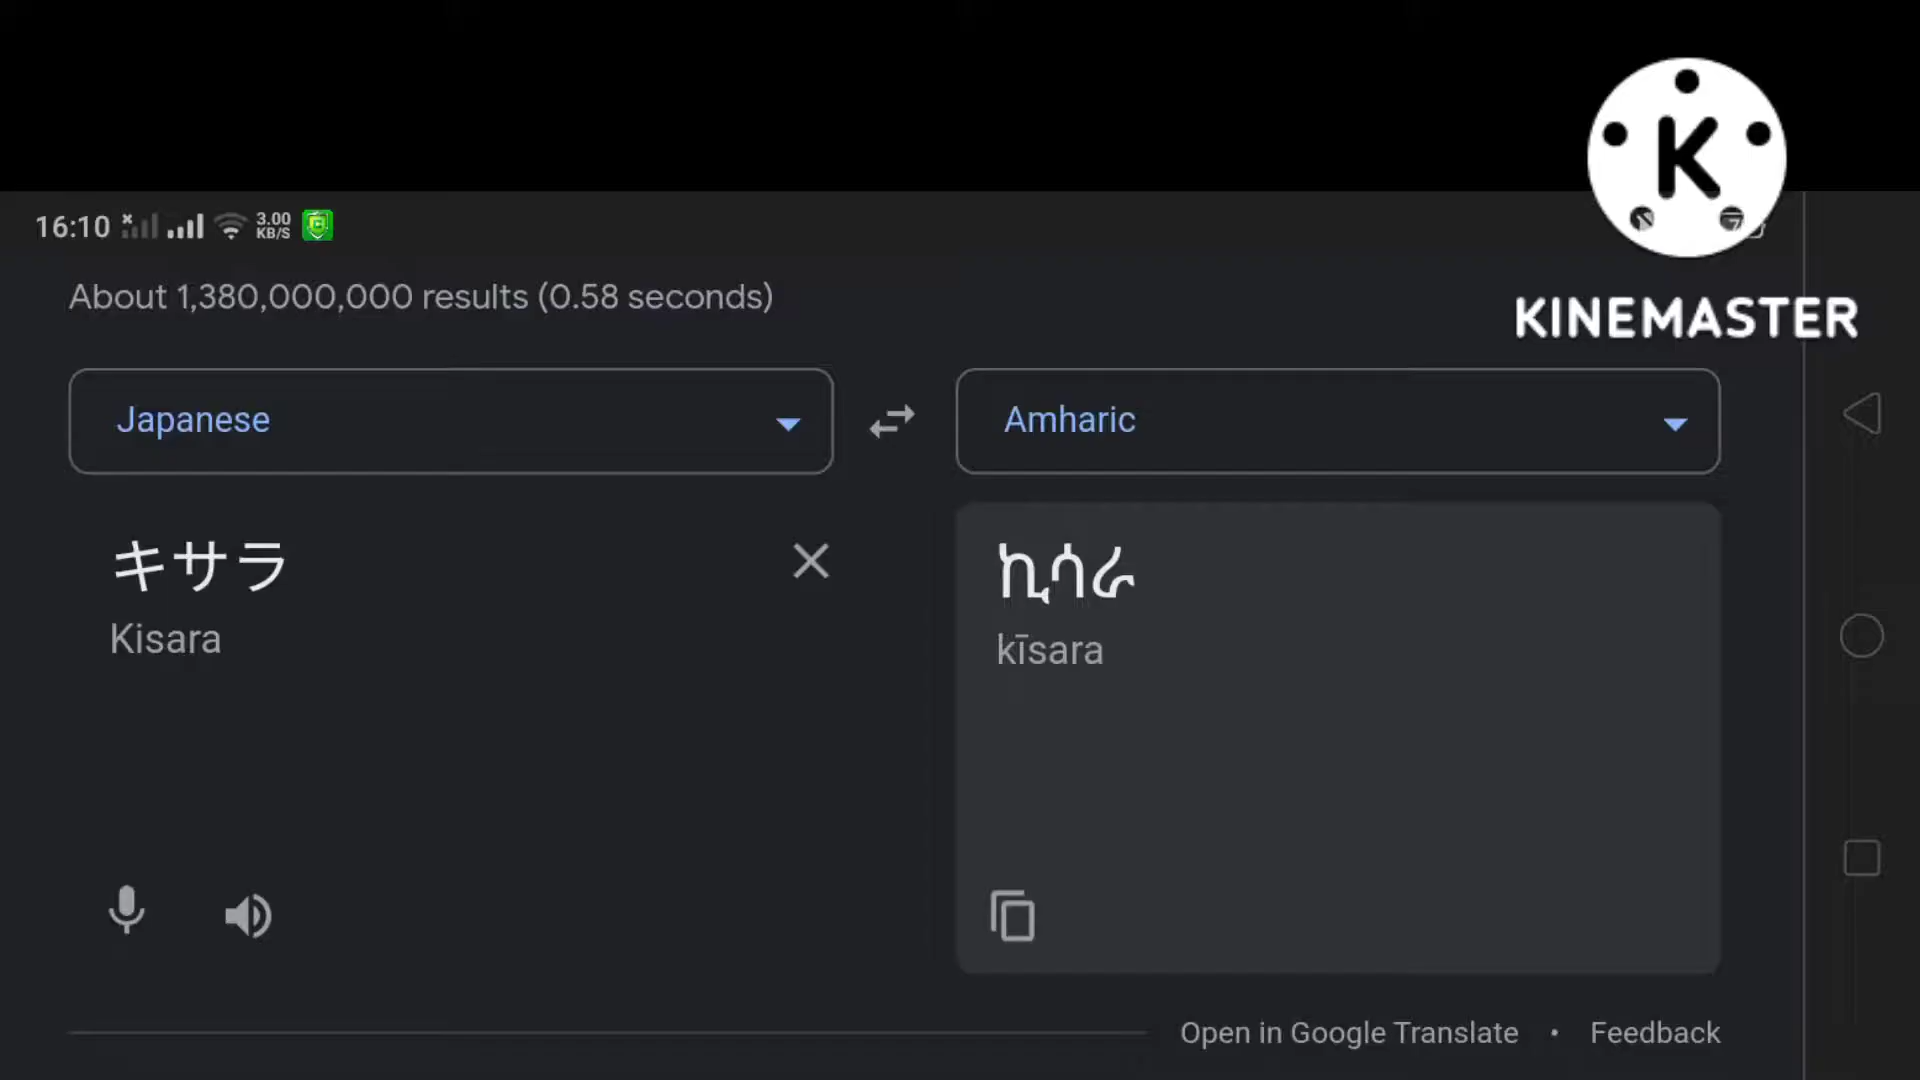 16:10 3.00 KB/S
K
KINEMASTER
About 1,380,000,000 results (0.58 seconds)
Japanese Amharic
キサラ ኪሳራ
Kisara kīsara
Open in Google Translate • Feedback